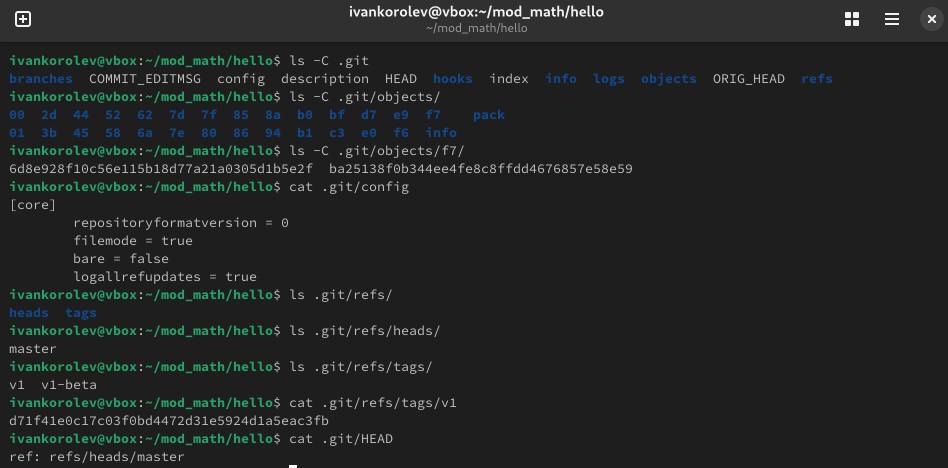 ivankorolev@vbox:~/mod_math/hello
~/mod_math/hello
ivankorolev@vbox:~/mod_math/hello$ ls -C .git
branches COMMIT_EDITMSG config description HEAD hooks index info logs objects ORIG_HEAD refs
ivankorolev@vbox:~/mod_math/hello$ ls -C .git/objects/
00 2d 44 52 62 7d 7f 85 8a b0 bf d7 e9 f7 pack
01 3b 45 58 6a 7e 80 86 94 b1 c3 e0 f6 info
ivankorolev@vbox:~/mod_math/hello$ ls -C .git/objects/f7/
6d8e928f10c56e115b18d77a21a0305d1b5e2f ba25138f0b344ee4fe8c8ffdd4676857e58e59
ivankorolev@vbox:~/mod_math/hello$ cat .git/config
[core]
repositoryformatversion = 0
filemode = true
bare = false
logallrefupdates = true
ivankorolev@vbox:~/mod_math/hello$ ls .git/refs/
heads tags
ivankorolev@vbox:~/mod_math/hello$ ls .git/refs/heads/
master
ivankorolev@vbox:~/mod_math/hello$ ls .git/refs/tags/
v1 v1-beta
ivankorolev@vbox:~/mod_math/hello$ cat .git/refs/tags/v1
d71f41e0c17c03f0bd4472d31e5924d1a5eac3fb
ivankorolev@vbox:~/mod_math/hello$ cat .git/HEAD
ref: refs/heads/master